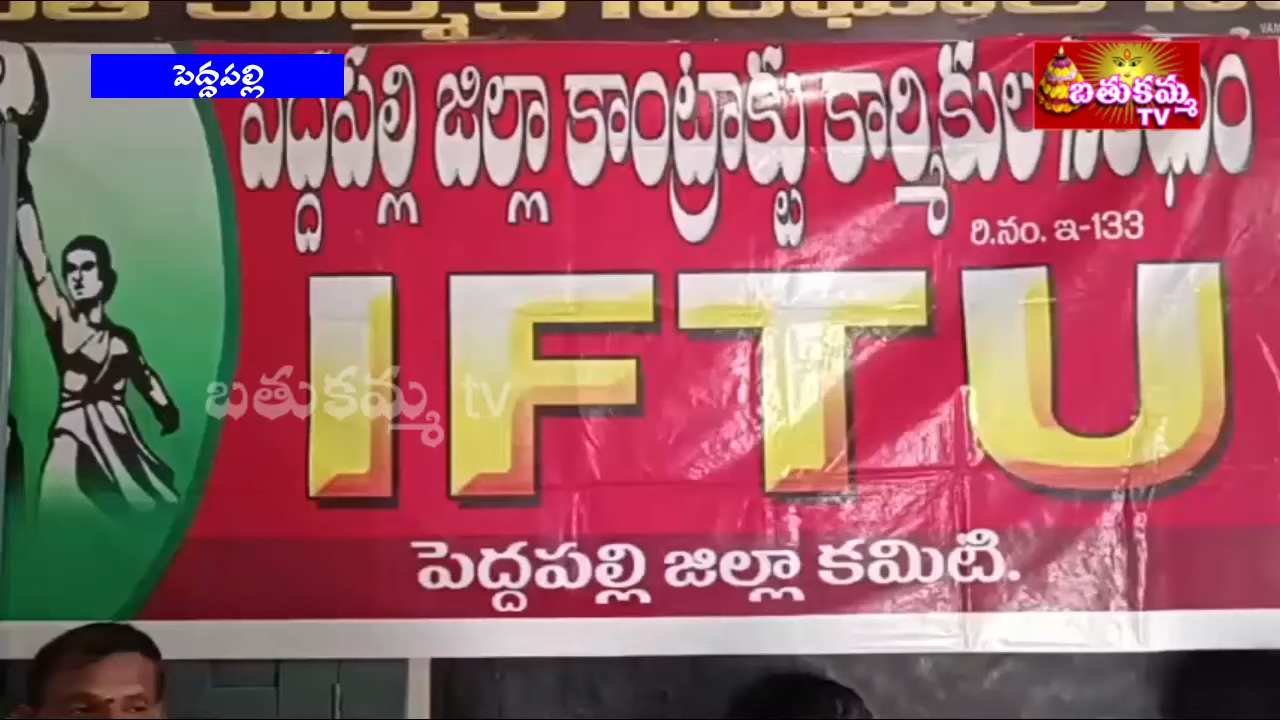 పెద్దపల్లి
బతుకమ్మ
TV
పెద్దపల్లి జిల్లా కాంట్రాక్టు కార్మికుల సంఘం
రి.నం. ఇ-133
IFTU
బతుకమ్మ tv
పెద్దపల్లి జిల్లా కమిటి.